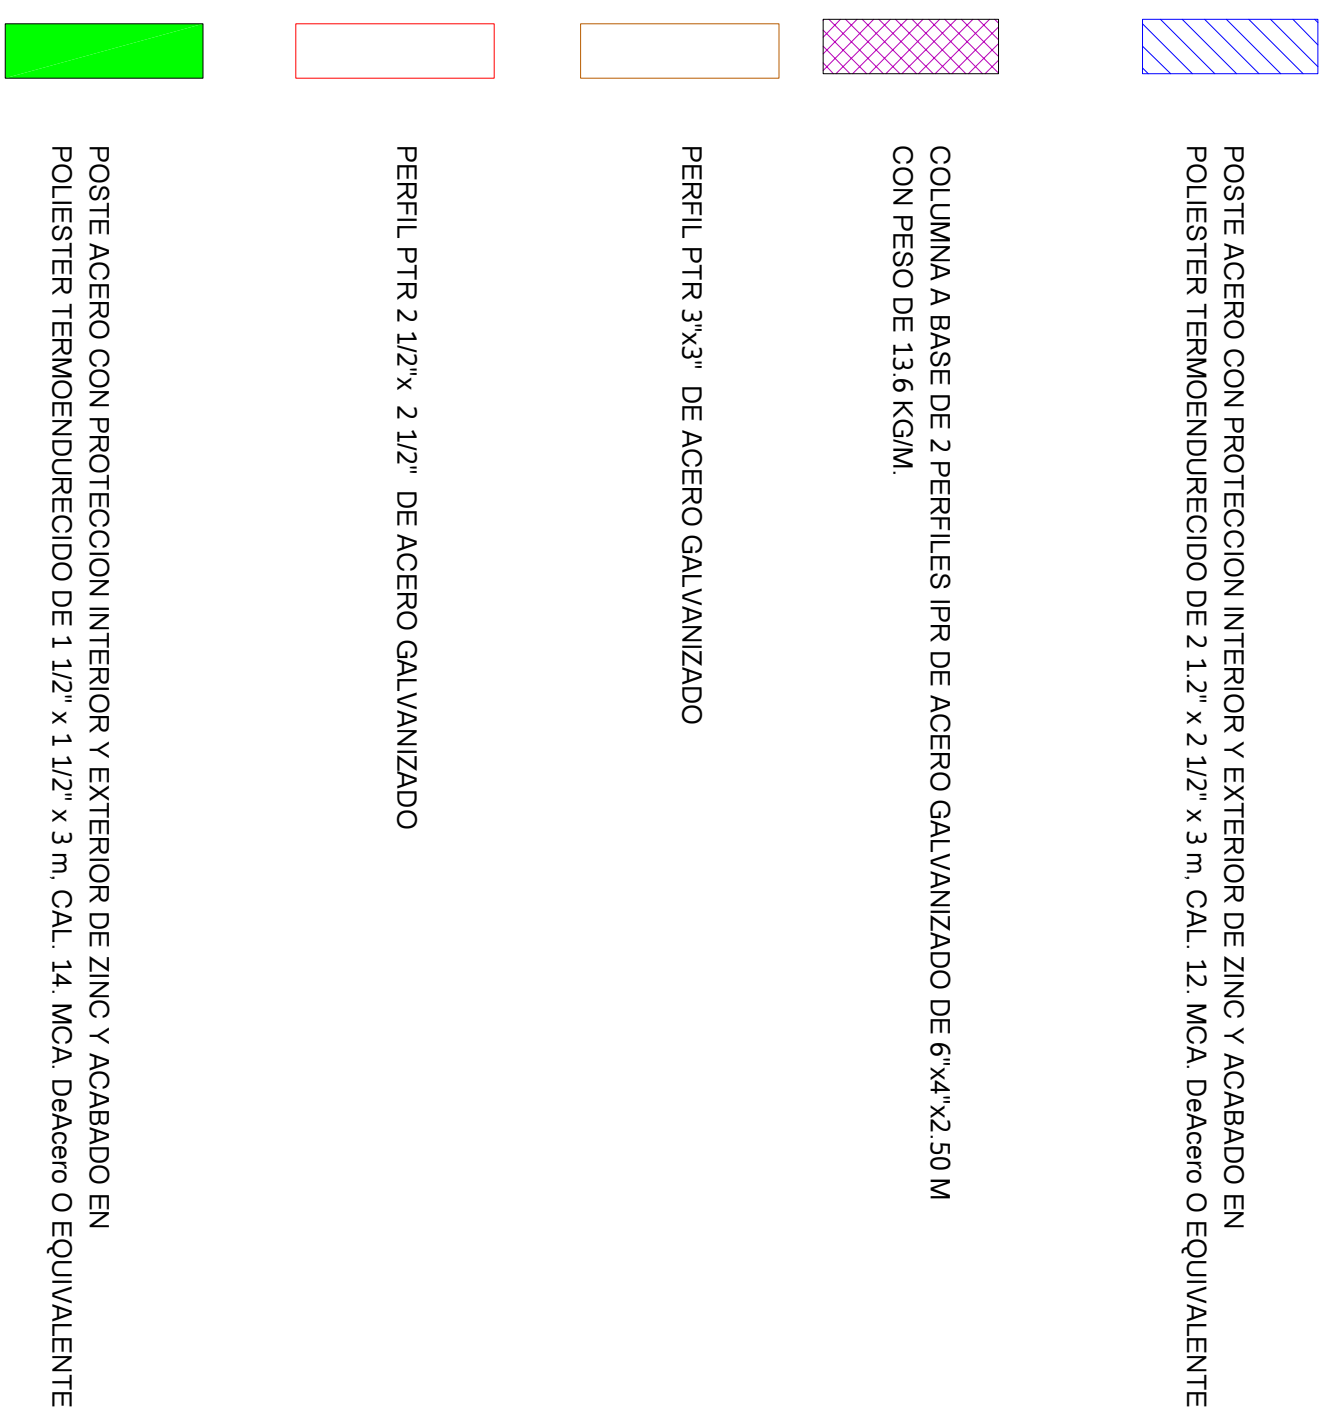 POSTE ACERO CON PROTECCION INTERIOR Y EXTERIOR DE ZINC Y ACABADO EN
POLIESTER TERMOENDURECIDO DE 2 1.2" x 2 1/2" x 3 m, CAL. 12. MCA. DeAcero O EQUIVALENTE
COLUMNA A BASE DE 2 PERFILES IPR DE ACERO GALVANIZADO DE 6"x4"x2.50 M
CON PESO DE 13.6 KG/M.
PERFIL PTR 3"x3" DE ACERO GALVANIZADO
PERFIL PTR 2 1/2"x 2 1/2" DE ACERO GALVANIZADO
POSTE ACERO CON PROTECCION INTERIOR Y EXTERIOR DE ZINC Y ACABADO EN
POLIESTER TERMOENDURECIDO DE 1 1/2" x 1 1/2" x 3 m, CAL. 14. MCA. DeAcero O EQUIVALENTE